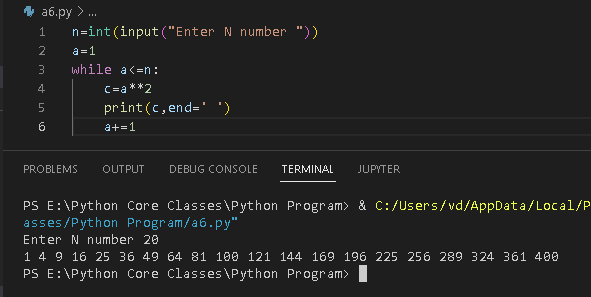 a6.py > ...
1 n=int(input("Enter N number "))
2 a=1
3 while a<=n:
4 c=a**2
5 print(c,end=' ')
6 a+=1
PROBLEMS OUTPUT DEBUG CONSOLE TERMINAL JUPYTER
PS E:\Python Core Classes\Python Program> & C:/Users/vd/AppData/Local/P
asses/Python Program/a6.py"
Enter N number 20
1 4 9 16 25 36 49 64 81 100 121 144 169 196 225 256 289 324 361 400
PS E:\Python Core Classes\Python Program>